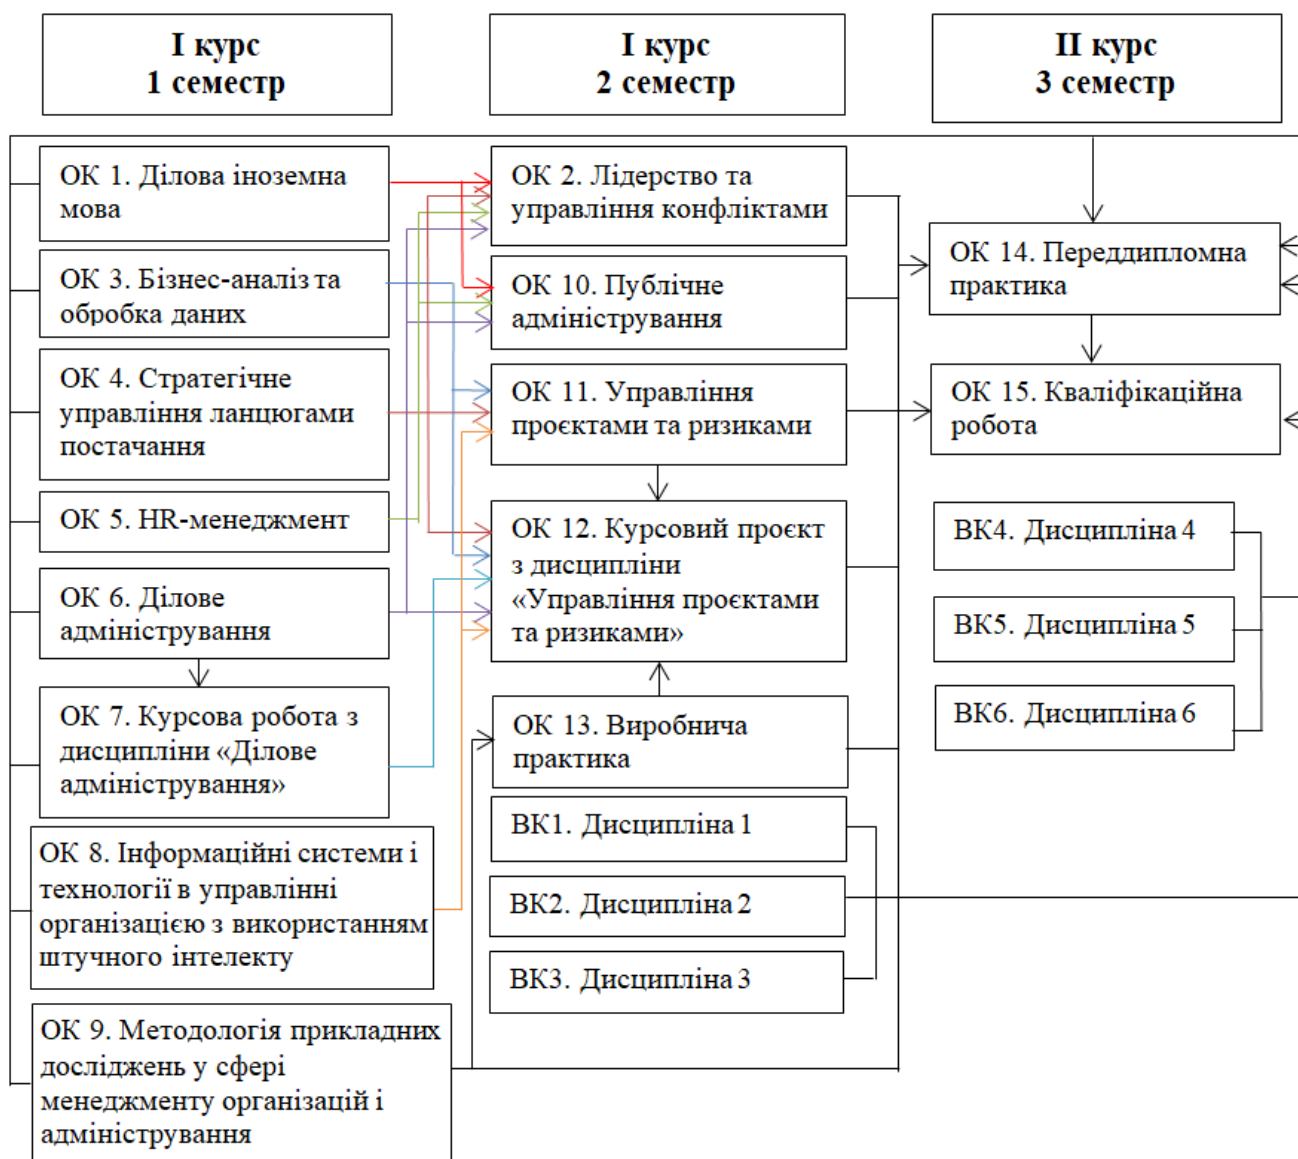 І курс
1 семестр
І курс
2 семестр
ІІ курс
3 семестр
ОК 1. Ділова іноземна
мова
ОК 3. Бізнес-аналіз та
обробка даних
ОК 4. Стратегічне
управління ланцюгами
постачання
ОК 5. HR-менеджмент
ОК 6. Ділове
адміністрування
ОК 7. Курсова робота з
дисципліни «Ділове
адміністрування»
ОК 8. Інформаційні системи і
технології в управлінні
організацією з використанням
штучного інтелекту
ОК 9. Методологія прикладних
досліджень у сфері
менеджменту організацій і
адміністрування
ОК 2. Лідерство та
управління конфліктами
ОК 10. Публічне
адміністрування
ОК 11. Управління
проєктами та ризиками
ОК 12. Курсовий проєкт
з дисципліни
«Управління проєктами
та ризиками»
ОК 13. Виробнича
практика
ВК1. Дисципліна 1
ВК2. Дисципліна 2
ВК3. Дисципліна 3
ОК 14. Переддипломна
практика
ОК 15. Кваліфікаційна
робота
ВК4. Дисципліна 4
ВК5. Дисципліна 5
ВК6. Дисципліна 6